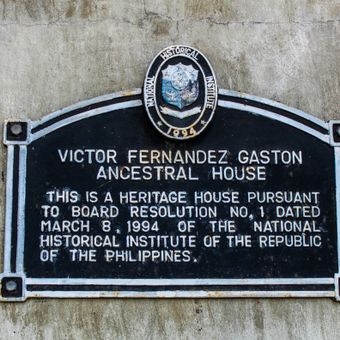 NATIONAL HISTORICAL INSTITUTE
1994
VICTOR FERNANDEZ GASTON
ANCESTRAL HOUSE
THIS IS A HERITAGE HOUSE PURSUANT
TO BOARD RESOLUTION NO. 1 DATED
MARCH 8, 1994 OF THE NATIONAL
HISTORICAL INSTITUTE OF THE REPUBLIC
OF THE PHILIPPINES.